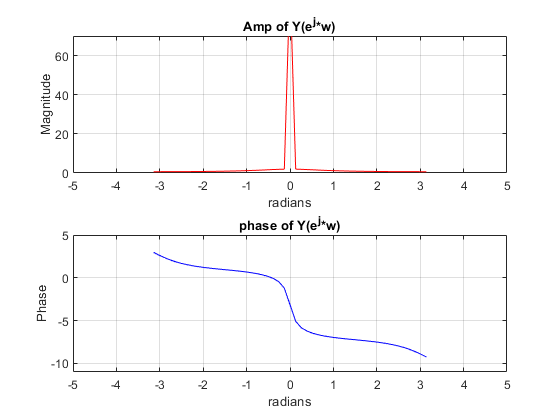 Amp of Y(e^j*w)
60
40
20
0
Magnitude
-5 -4 -3 -2 -1 0 1 2 3 4 5
radians
phase of Y(e^j*w)
5
0
-5
-10
Phase
-5 -4 -3 -2 -1 0 1 2 3 4 5
radians